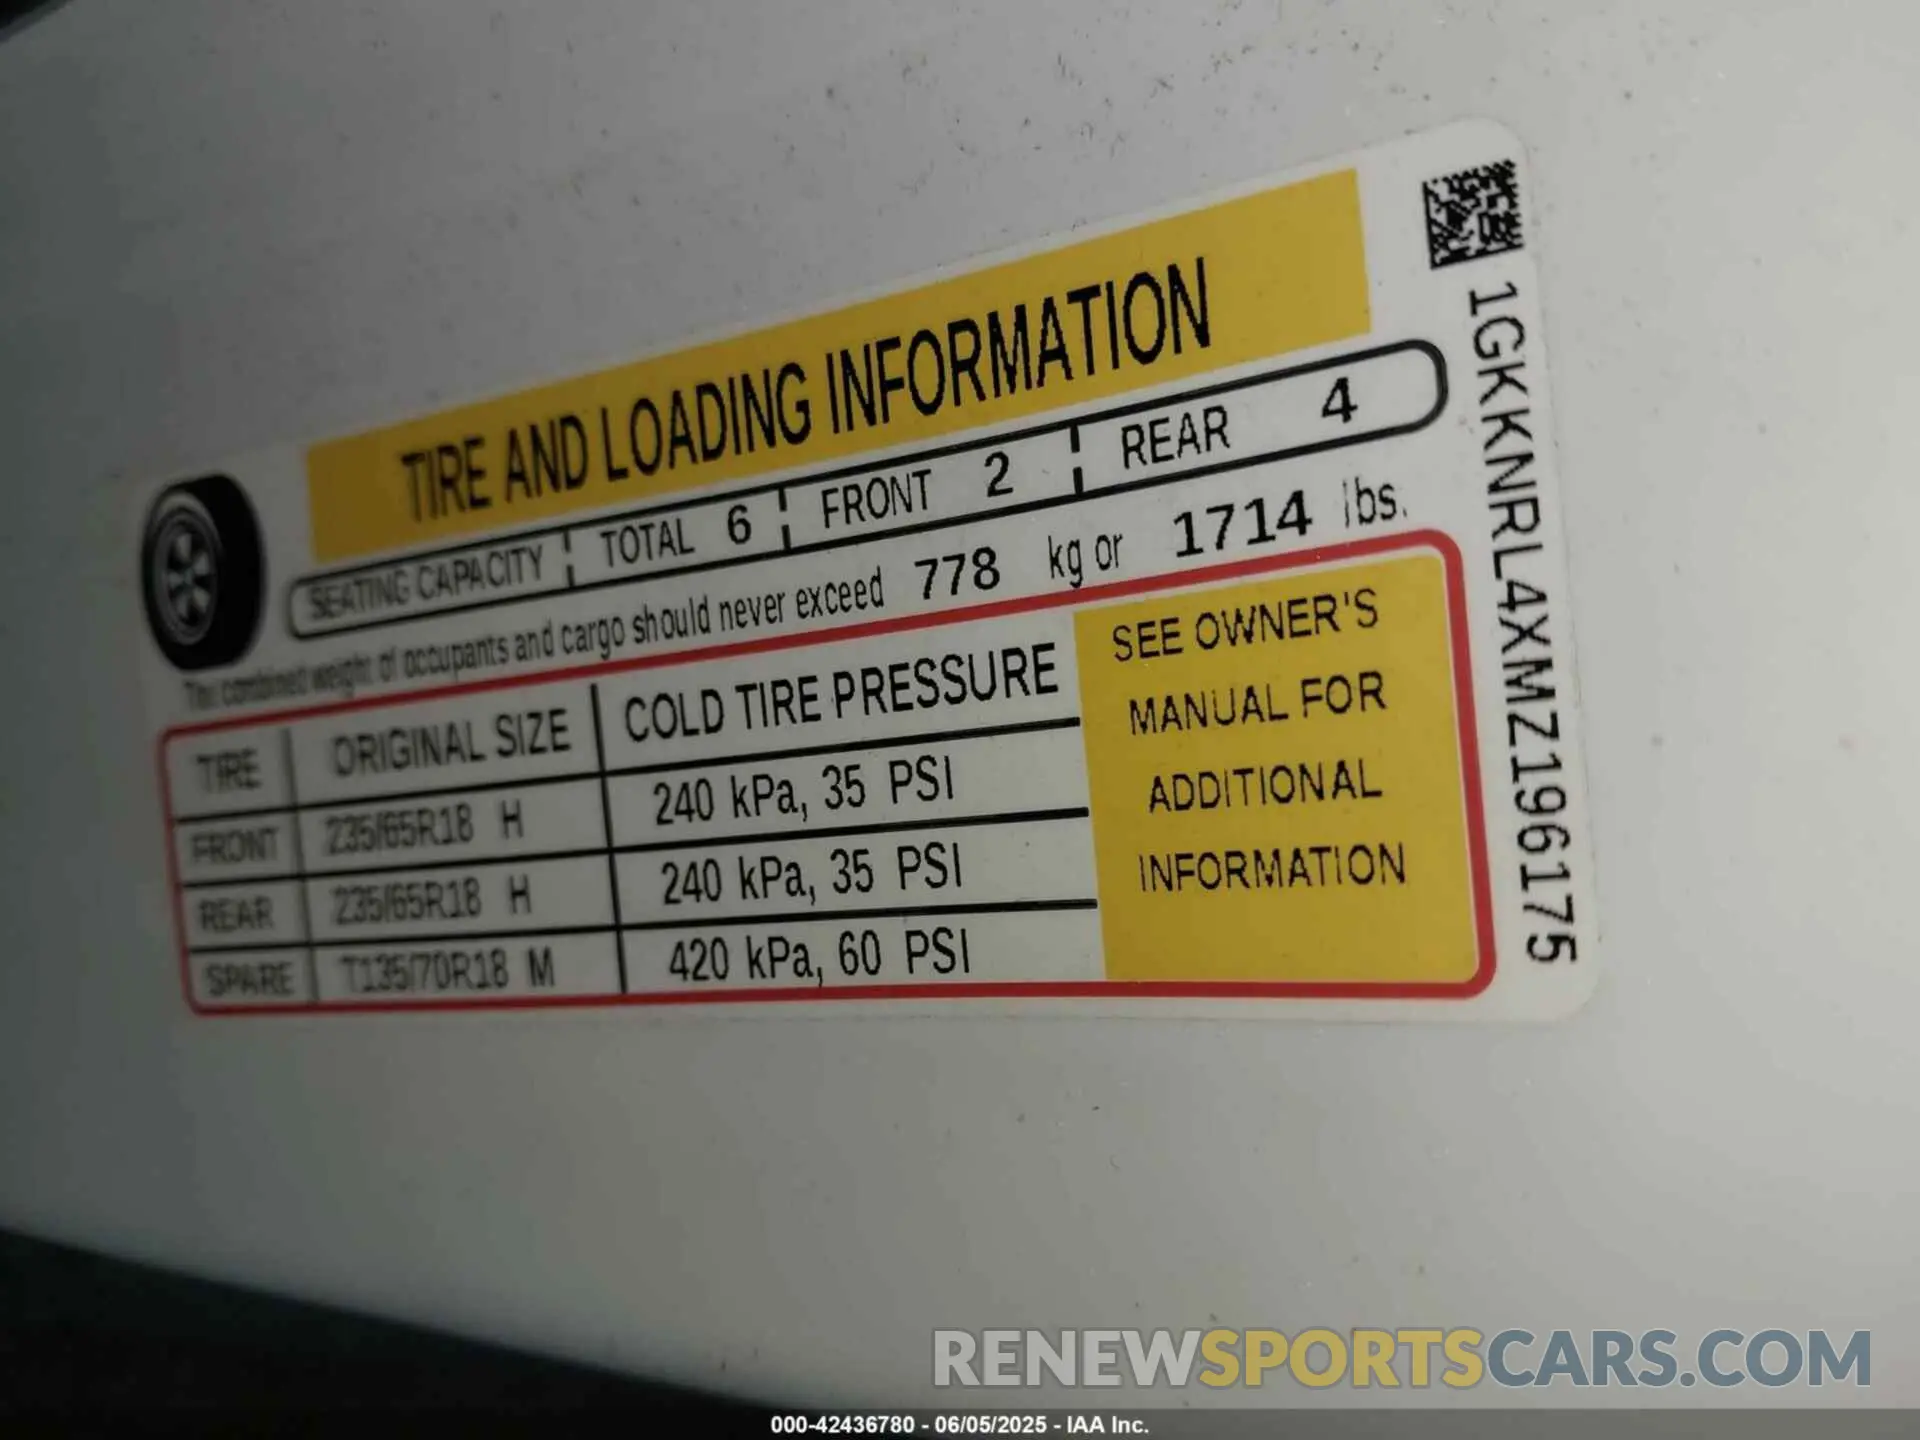 TIRE AND LOADING INFORMATION
SEATING CAPACITY TOTAL 6 FRONT 2 REAR 4
The combined weight of occupants and cargo should never exceed 778 kg or 1714 lbs.
TIRE ORIGINAL SIZE COLD TIRE PRESSURE
FRONT 235/65R18 H 240 kPa, 35 PSI
REAR 235/65R18 H 240 kPa, 35 PSI
SPARE T135/70R18 M 420 kPa, 60 PSI
SEE OWNER'S
MANUAL FOR
ADDITIONAL
INFORMATION
1GKKNRL4XMZ196175
RENEWSPORTSCARS.COM
000-42436780 - 06/05/2025 - IAA Inc.